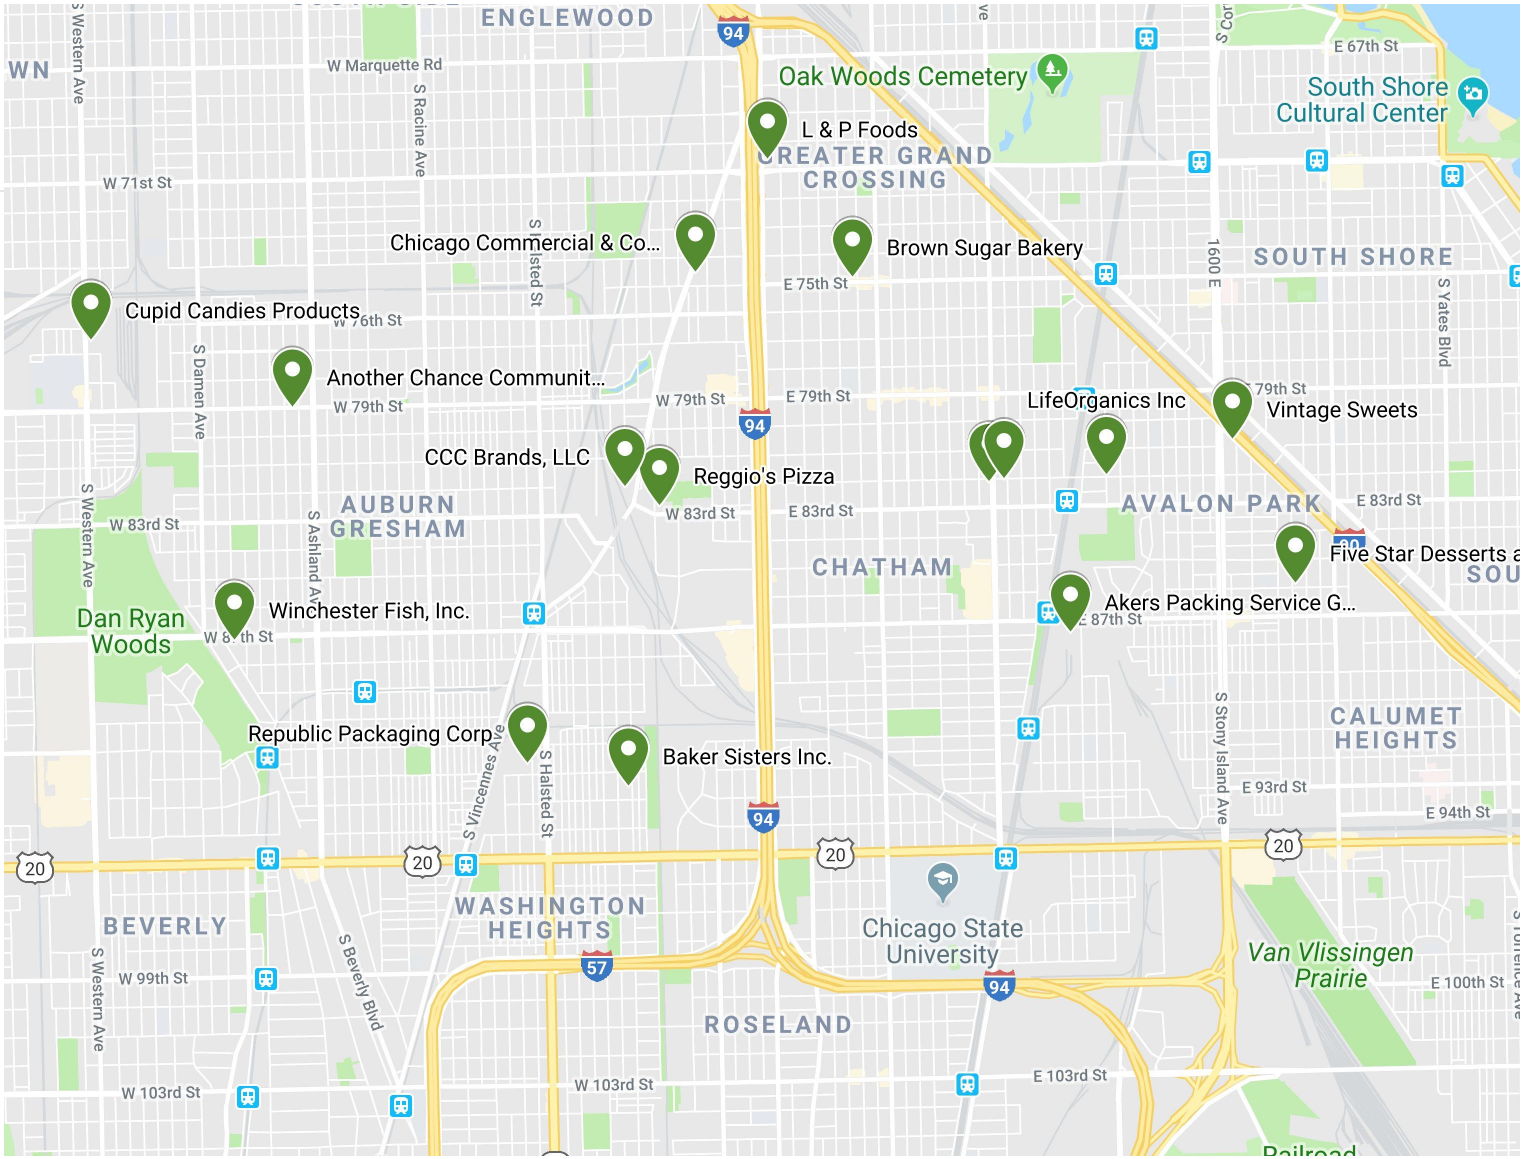 ENGLEWOOD
94
S Western Ave
W Marquette Rd
WN
E 67th St
Oak Woods Cemetery
South Shore
Cultural Center
S Racine Ave
L & P Foods
GREATER GRAND
CROSSING
W 71st St
S Halsted St
Chicago Commercial & Co...
Brown Sugar Bakery
1600 E
SOUTH SHORE
E 75th St
S Yates Blvd
Cupid Candies Products
W 76th St
S Damen Ave
Another Chance Communit...
W 79th St
W 79th St
E 79th St
E 79th St
LifeOrganics Inc
Vintage Sweets
94
CCC Brands, LLC
Reggio's Pizza
S Western Ave
AUBURN
GRESHAM
W 83rd St
W 83rd St
E 83rd St
AVALON PARK
E 83rd St
S Ashland Av
90
Five Star Desserts a
SOU
CHATHAM
Dan Ryan
Woods
Winchester Fish, Inc.
W 87th St
Akers Packing Service G...
E 87th St
Republic Packaging Corp
S Vincennes Ave
S Halsted St
Baker Sisters Inc.
S Stony Island Ave
CALUMET
HEIGHTS
E 93rd St
E 94th St
94
20
20
20
20
BEVERLY
WASHINGTON
HEIGHTS
Chicago State
University
S Western Ave
S Beverly Blvd
W 99th St
57
94
Van Vlissingen
Prairie
E 100th St
S Torrence Ave
ROSELAND
W 103rd St
W 103rd St
E 103rd St
Railroad